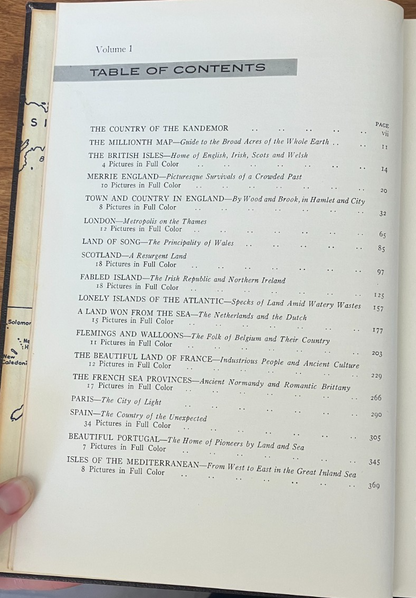 Volume I
TABLE OF CONTENTS
PAGE
THE COUNTRY OF THE KANDEMOR .. .. .. .. .. vii
THE MILLIONTH MAP—Guide to the Broad Acres of the Whole Earth .. .. 11
THE BRITISH ISLES—Home of English, Irish, Scots and Welsh
4 Pictures in Full Color .. .. .. .. .. 14
MERRIE ENGLAND—Picturesque Survivals of a Crowded Past
10 Pictures in Full Color .. .. .. .. .. 20
TOWN AND COUNTRY IN ENGLAND—By Wood and Brook, in Hamlet and City
8 Pictures in Full Color .. .. .. .. .. 32
LONDON—Metropolis on the Thames
12 Pictures in Full Color .. .. .. .. .. 65
LAND OF SONG—The Principality of Wales .. .. .. .. 85
SCOTLAND—A Resurgent Land
18 Pictures in Full Color .. .. .. .. .. 97
FABLED ISLAND—The Irish Republic and Northern Ireland
18 Pictures in Full Color .. .. .. .. .. 125
LONELY ISLANDS OF THE ATLANTIC—Specks of Land Amid Watery Wastes 157
A LAND WON FROM THE SEA—The Netherlands and the Dutch
15 Pictures in Full Color .. .. .. .. .. 177
FLEMINGS AND WALLOONS—The Folk of Belgium and Their Country
11 Pictures in Full Color .. .. .. .. .. 203
THE BEAUTIFUL LAND OF FRANCE—Industrious People and Ancient Culture
12 Pictures in Full Color .. .. .. .. .. 229
THE FRENCH SEA PROVINCES—Ancient Normandy and Romantic Brittany
17 Pictures in Full Color .. .. .. .. .. 266
PARIS—The City of Light .. .. .. .. .. 290
SPAIN—The Country of the Unexpected
34 Pictures in Full Color .. .. .. .. .. 305
BEAUTIFUL PORTUGAL—The Home of Pioneers by Land and Sea
7 Pictures in Full Color .. .. .. .. .. 345
ISLES OF THE MEDITERRANEAN—From West to East in the Great Inland Sea
8 Pictures in Full Color .. .. .. .. .. 369
Solomon
New